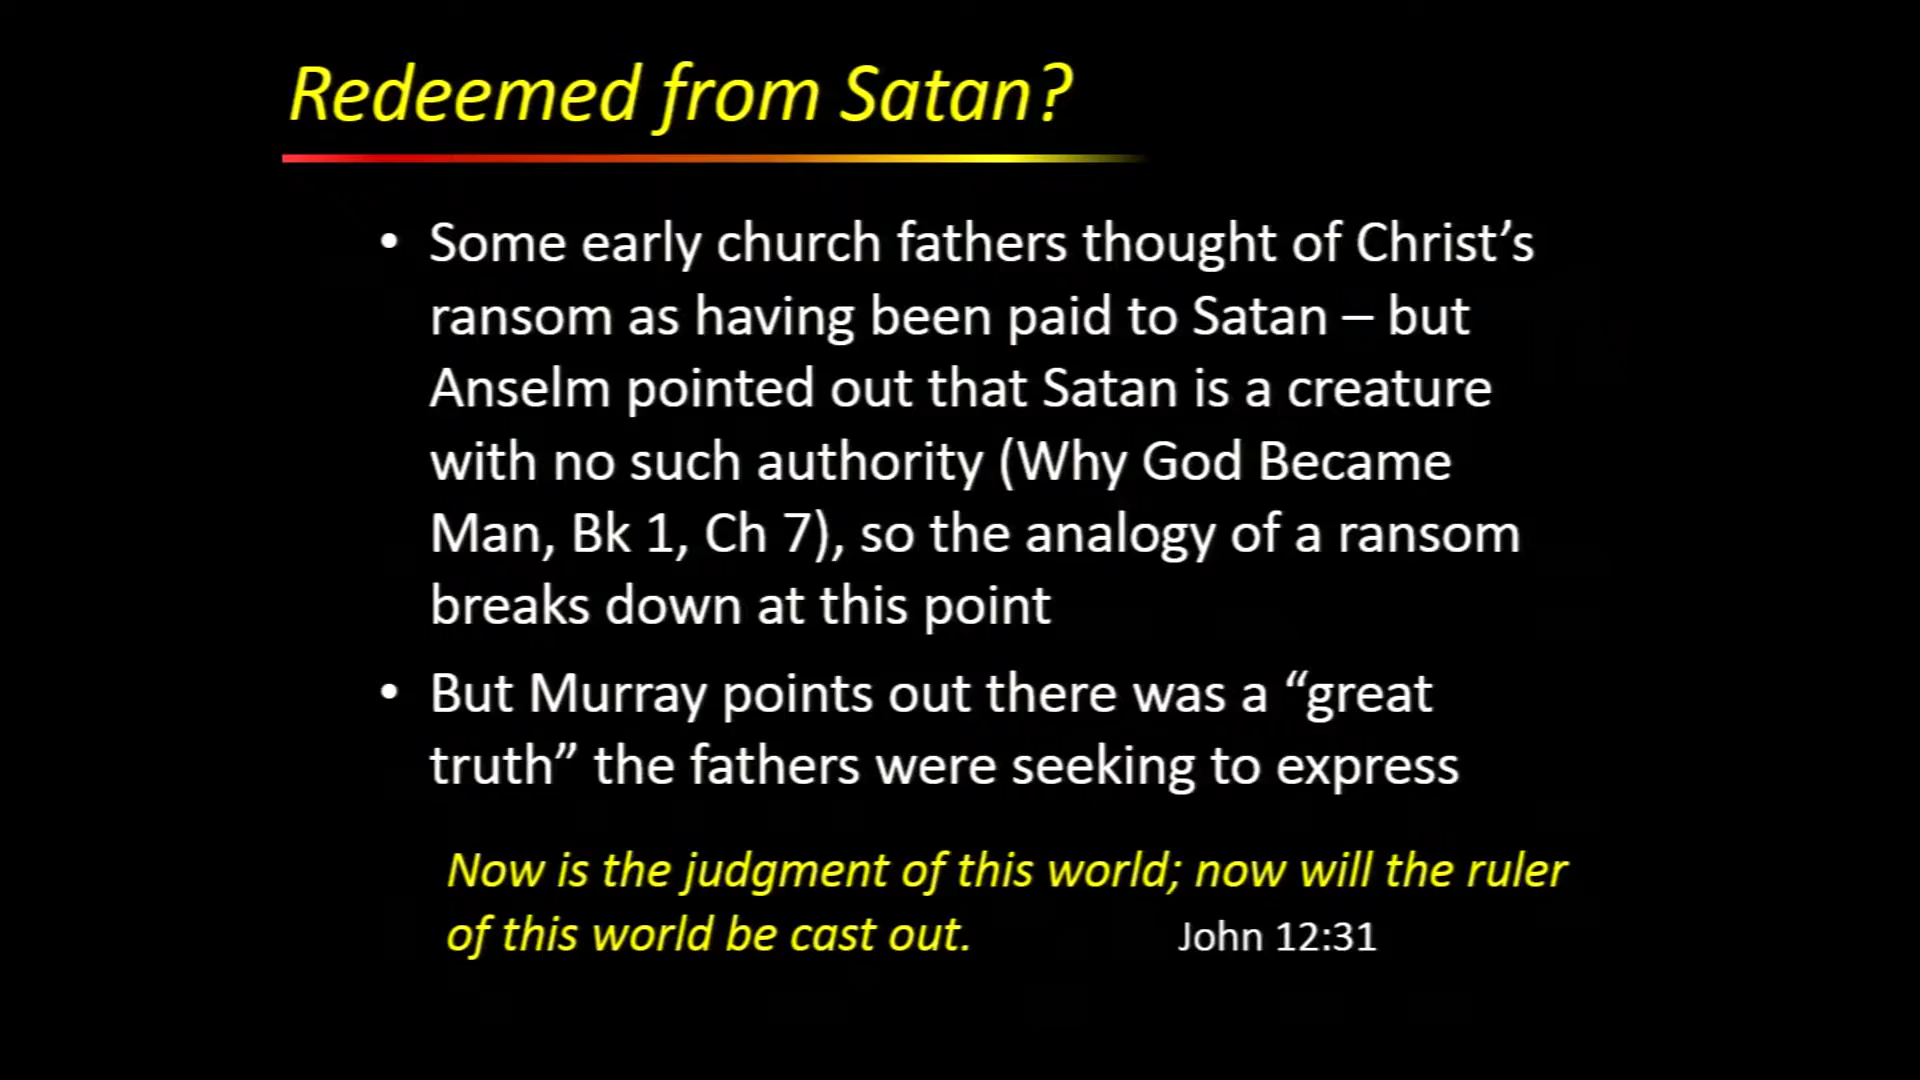 Redeemed from Satan?
• Some early church fathers thought of Christ’s
ransom as having been paid to Satan – but
Anselm pointed out that Satan is a creature
with no such authority (Why God Became
Man, Bk 1, Ch 7), so the analogy of a ransom
breaks down at this point
• But Murray points out there was a “great
truth” the fathers were seeking to express
Now is the judgment of this world; now will the ruler
of this world be cast out. John 12:31